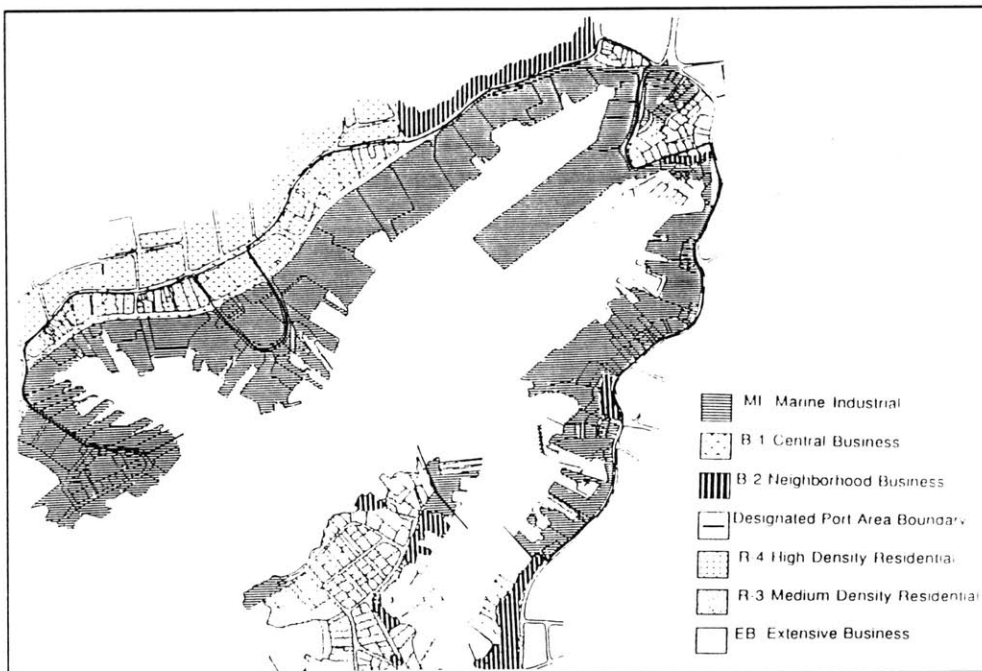 MI Marine Industrial
B 1 Central Business
B 2 Neighborhood Business
Designated Port Area Boundary
R 4 High Density Residential
R-3 Medium Density Residential
EB Extensive Business